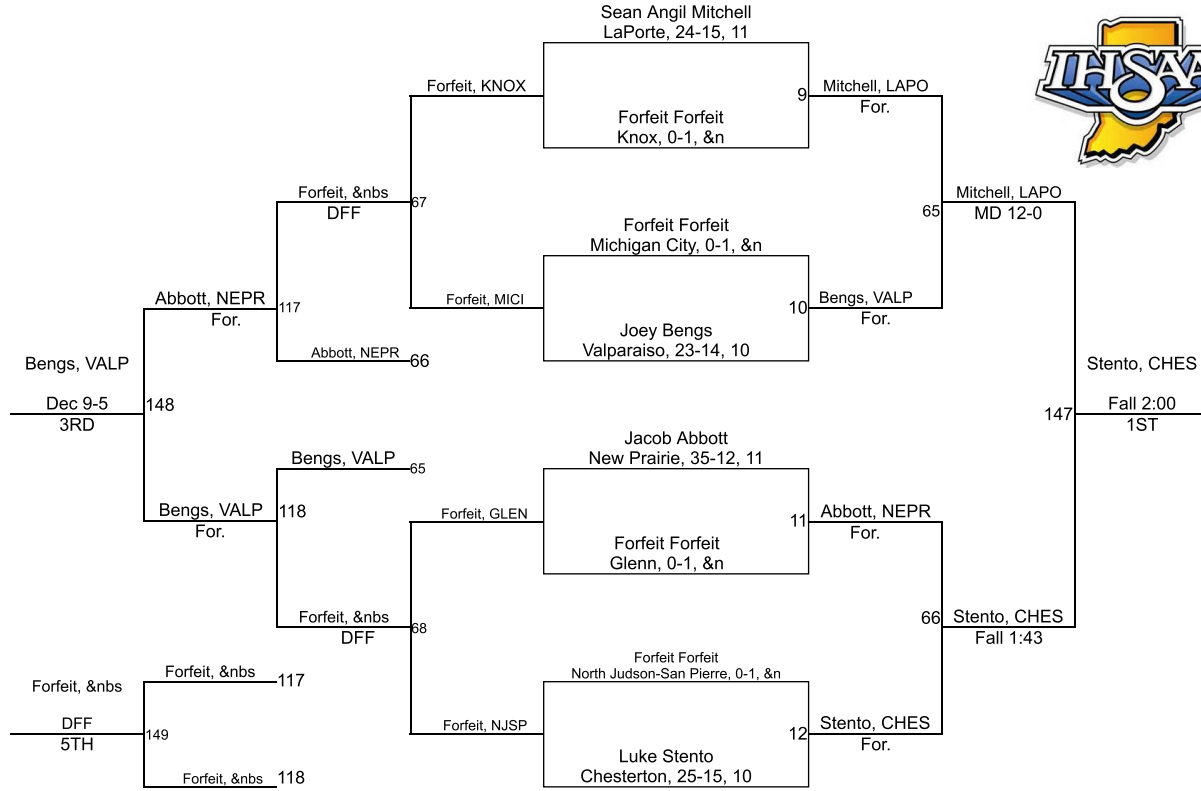 Sean Angil Mitchell
LaPorte, 24-15, 11
IHSAA
Forfeit, KNOX
9
Mitchell, LAPO
For.
Forfeit Forfeit
Knox, 0-1, &n
Forfeit, &nbs
DFF
67
Mitchell, LAPO
MD 12-0
65
Forfeit Forfeit
Michigan City, 0-1, &n
Abbott, NEPR
For.
117
Forfeit, MICI
10
Bengs, VALP
For.
Joey Bengs
Valparaiso, 23-14, 10
Abbott, NEPR
66
Bengs, VALP
Dec 9-5
3RD
148
Stento, CHES
Fall 2:00
1ST
147
Jacob Abbott
New Prairie, 35-12, 11
Bengs, VALP
65
Bengs, VALP
For.
118
Forfeit, GLEN
11
Abbott, NEPR
For.
Forfeit Forfeit
Glenn, 0-1, &n
Forfeit, &nbs
DFF
68
66
Stento, CHES
Fall 1:43
Forfeit Forfeit
North Judson-San Pierre, 0-1, &n
Forfeit, &nbs
117
Forfeit, &nbs
DFF
5TH
149
Forfeit, NJSP
12
Stento, CHES
For.
Luke Stento
Chesterton, 25-15, 10
Forfeit, &nbs
118